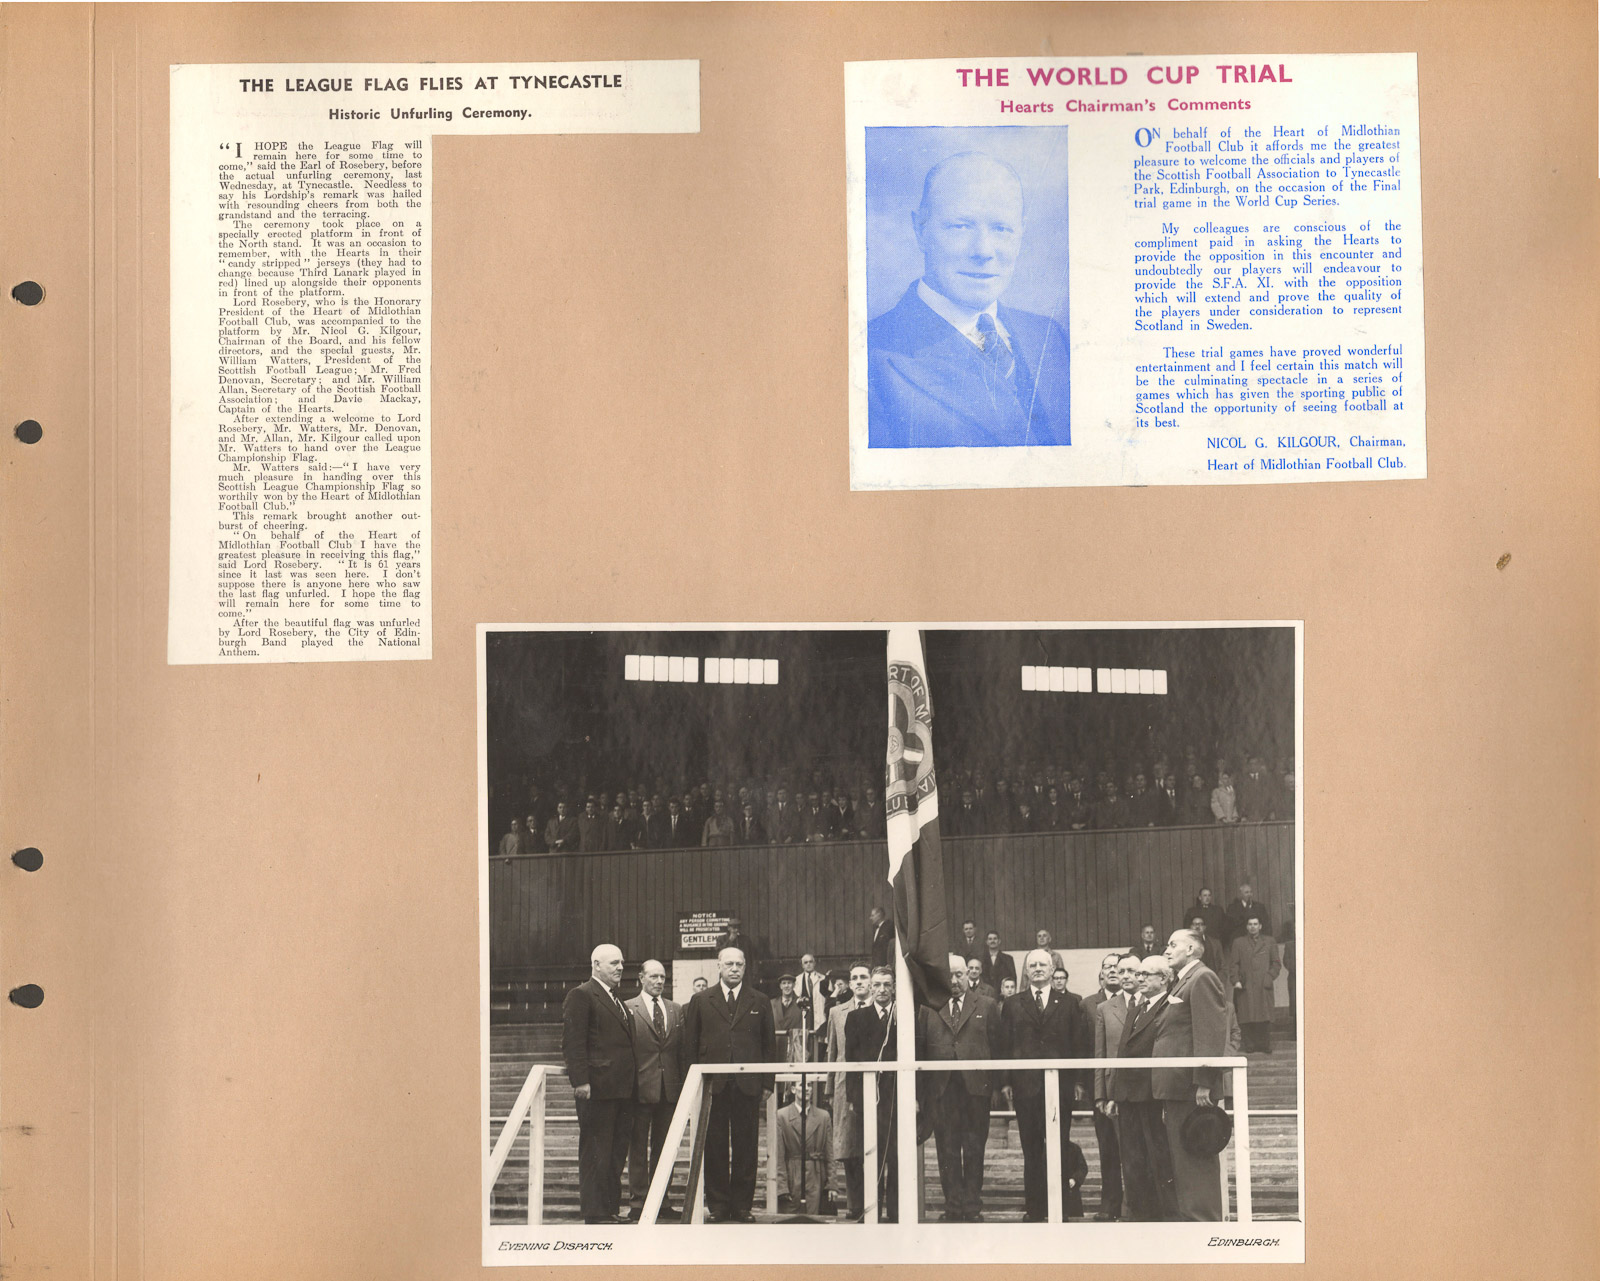 THE LEAGUE FLAG FLIES AT TYNECASTLE
Historic Unfurling Ceremony.
“ I HOPE the League Flag will
remain here for some time to
come,” said the Earl of Rosebery, before
the actual unfurling ceremony, last
Wednesday, at Tynecastle. Needless to
say his Lordship's remark was hailed
with resounding cheers from both the
grandstand and the terracing.
The ceremony took place on a
specially erected platform in front of
the North stand. It was an occasion to
remember, with the Hearts in their
“ candy stripped ” jerseys (they had to
change because Third Lanark played in
red) lined up alongside their opponents
in front of the platform.
Lord Rosebery, who is the Honorary
President of the Heart of Midlothian
Football Club, was accompanied to the
platform by Mr. Nicol G. Kilgour,
Chairman of the Board, and his fellow
directors, and the special guests, Mr.
William Watters, President of the
Scottish Football League; Mr. Fred
Denovan, Secretary; and Mr. William
Allan, Secretary of the Scottish Football
Association; and Davie Mackay,
Captain of the Hearts.
After extending a welcome to Lord
Rosebery, Mr. Watters, Mr. Denovan,
and Mr. Allan, Mr. Kilgour called upon
Mr. Watters to hand over the League
Championship Flag.
Mr. Watters said:—“ I have very
much pleasure in handing over this
Scottish League Championship Flag so
worthily won by the Heart of Midlothian
Football Club.”
This remark brought another out-
burst of cheering.
“ On behalf of the Heart of
Midlothian Football Club I have the
greatest pleasure in receiving this flag,”
said Lord Rosebery. “ It is 61 years
since it last was seen here. I don't
suppose there is anyone here who saw
the last flag unfurled. I hope the flag
will remain here for some time to
come.”
After the beautiful flag was unfurled
by Lord Rosebery, the City of Edin-
burgh Band played the National
Anthem.
THE WORLD CUP TRIAL
Hearts Chairman's Comments
ON behalf of the Heart of Midlothian
Football Club it affords me the greatest
pleasure to welcome the officials and players of
the Scottish Football Association to Tynecastle
Park, Edinburgh, on the occasion of the Final
trial game in the World Cup Series.
My colleagues are conscious of the
compliment paid in asking the Hearts to
provide the opposition in this encounter and
undoubtedly our players will endeavour to
provide the S.F.A. XI. with the opposition
which will extend and prove the quality of
the players under consideration to represent
Scotland in Sweden.
These trial games have proved wonderful
entertainment and I feel certain this match will
be the culminating spectacle in a series of
games which has given the sporting public of
Scotland the opportunity of seeing football at
its best.
NICOL G. KILGOUR, Chairman,
Heart of Midlothian Football Club.
RT OF MI
LUB
NOTICE
ANY PERSON COMMITTING
A NUISANCE IN THE GROUND
WILL BE PROSECUTED.
GENTLEM
EVENING DISPATCH.
EDINBURGH.